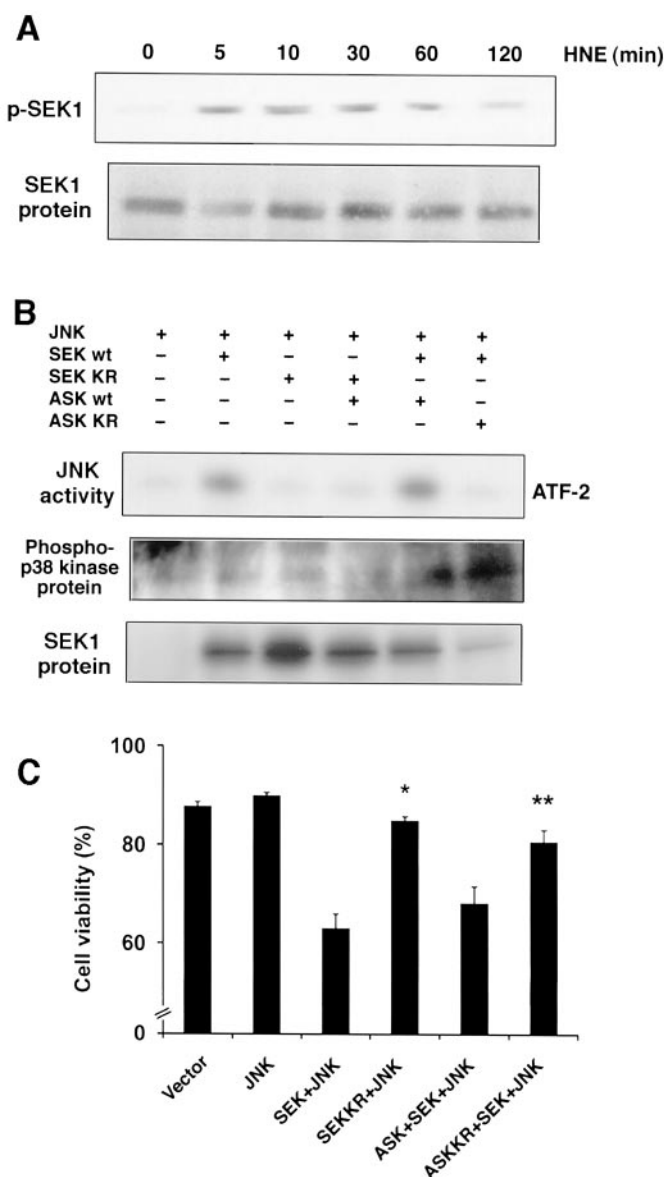 A
0 5 10 30 60 120 HNE (min)
p-SEK1
SEK1
protein
B
JNK + + + + + +
SEK wt – + – – + +
SEK KR – – + + – –
ASK wt – – – + + –
ASK KR – – – – – +
JNK
activity
ATF-2
Phospho-
p38 kinase
protein
SEK1
protein
C
Cell viability (%)
100
80
60
0
* **
Vector
JNK
SEK+JNK
SEKKR+JNK
ASK+SEK+JNK
ASKKR+SEK+JNK